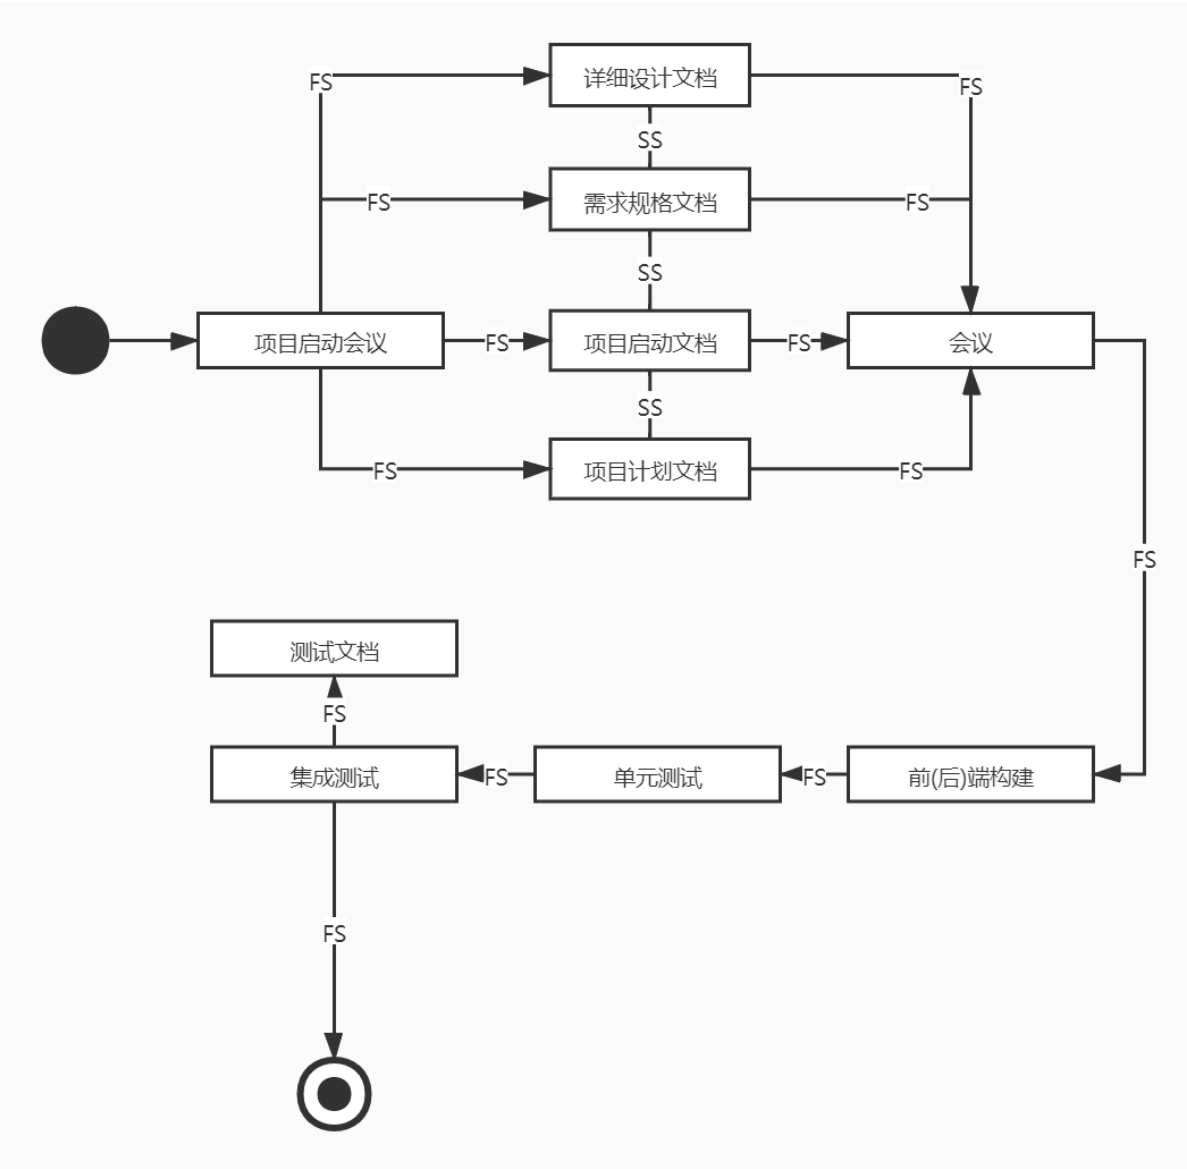 FS
详细设计文档
FS
SS
FS
需求规格文档
FS
SS
项目启动会议
FS
项目启动文档
FS
会议
SS
FS
项目计划文档
FS
FS
测试文档
FS
集成测试
FS
单元测试
FS
前(后)端构建
FS